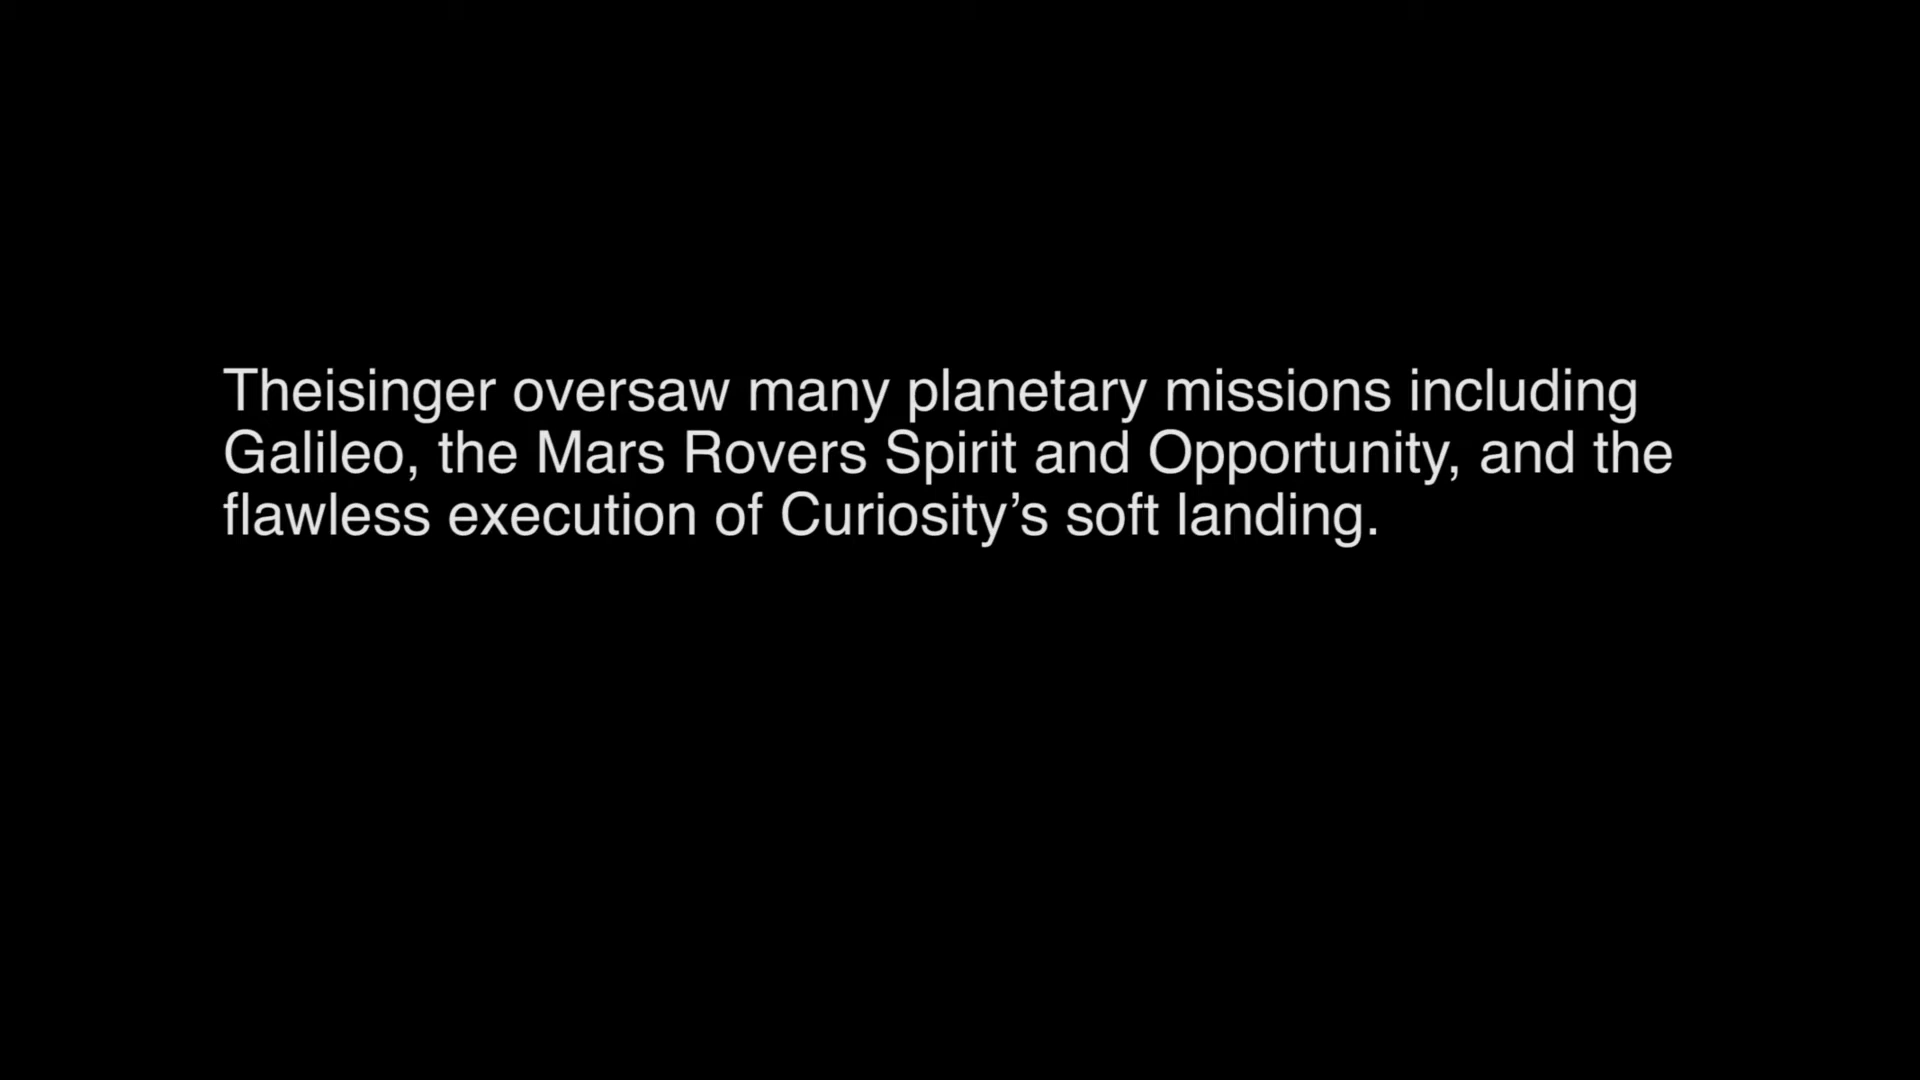 Theisinger oversaw many planetary missions including
Galileo, the Mars Rovers Spirit and Opportunity, and the
flawless execution of Curiosity’s soft landing.